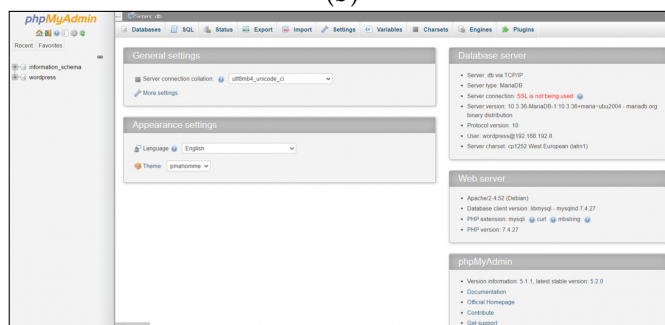 phpMyAdmin
Recent Favorites
information_schema
wordpress
Server: db
Databases SQL Status Export Import Settings Variables Charsets Engines Plugins
General settings
Server connection collation: utf8mb4_unicode_ci
More settings
Appearance settings
Language English
Theme: pmahomme
Database server
• Server: db via TCP/IP
• Server type: MariaDB
• Server connection: SSL is not being used
• Server version: 10.3.36-MariaDB-1:10.3.36+maria~ubu2004 - mariadb.org
binary distribution
• Protocol version: 10
• User: wordpress@192.168.192.8
• Server charset: cp1252 West European (latin1)
Web server
• Apache/2.4.52 (Debian)
• Database client version: libmysql - mysqlnd 7.4.27
• PHP extension: mysqli curl mbstring
• PHP version: 7.4.27
phpMyAdmin
• Version information: 5.1.1, latest stable version: 5.2.0
• Documentation
• Official Homepage
• Contribute
• Get support